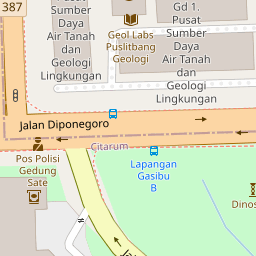 387
Pusat
Sumber
Daya
Air Tanah
dan
Geologi
Lingkungan
Geol Labs
Puslitbang
Geologi
Gd 1.
Pusat
Sumber
Daya
Air Tanah
dan
Geologi
Lingkungan
Jalan Diponegoro
Citarum
Pos Polisi
Gedung
Sate
Lapangan
Gasibu
B
Dinos